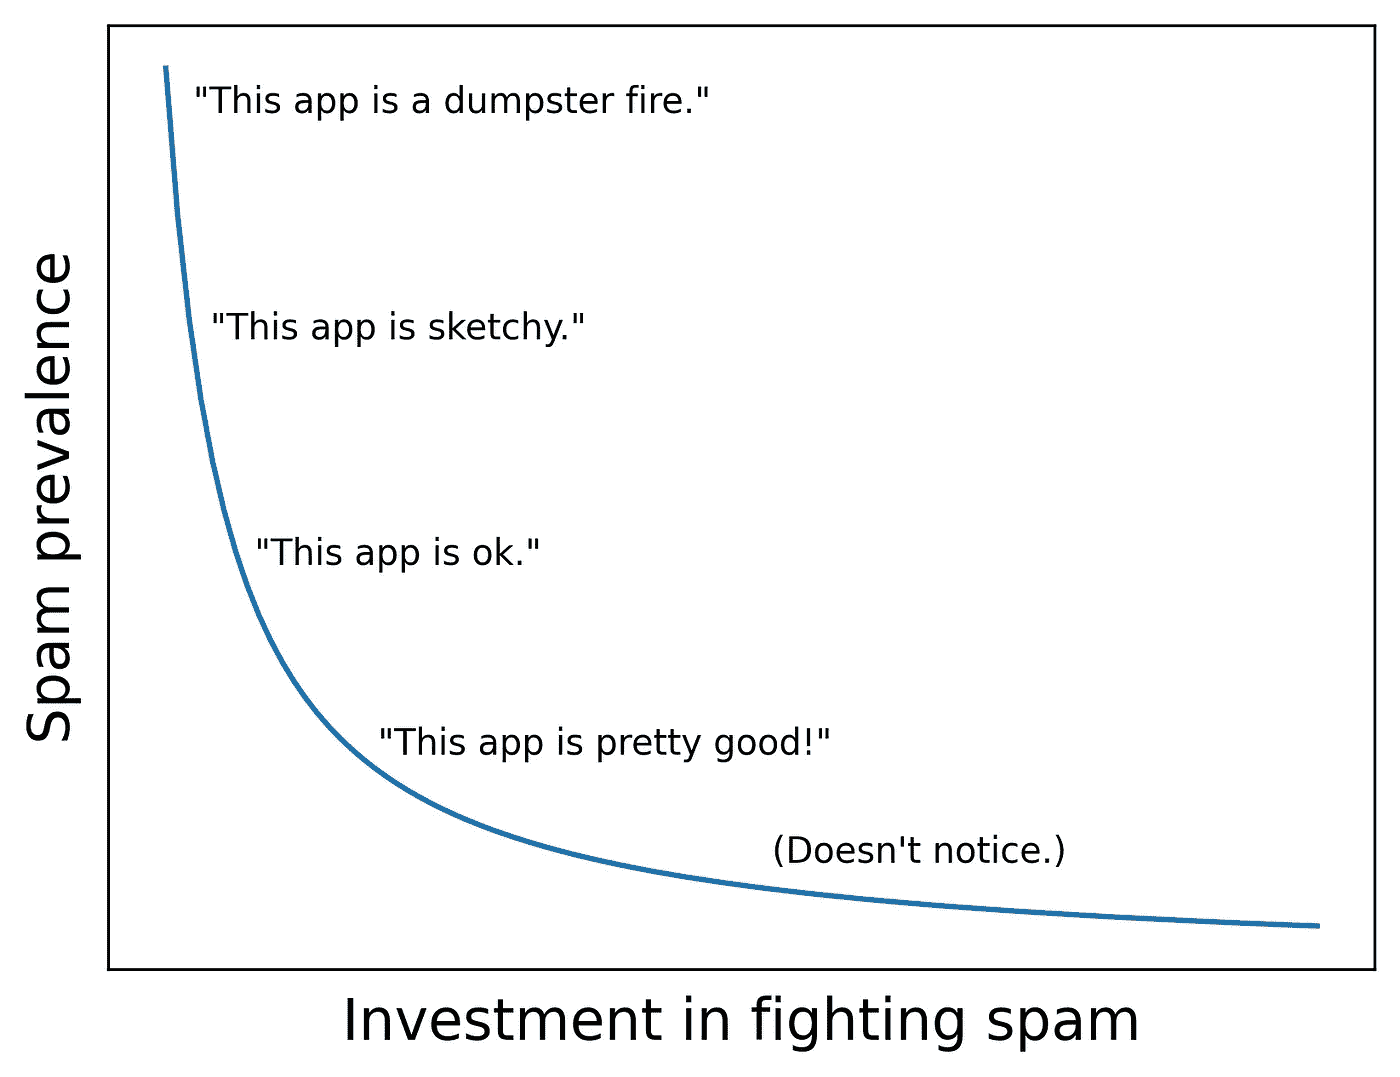 "This app is a dumpster fire."
"This app is sketchy."
"This app is ok."
"This app is pretty good!"
(Doesn't notice.)
Spam prevalence
Investment in fighting spam